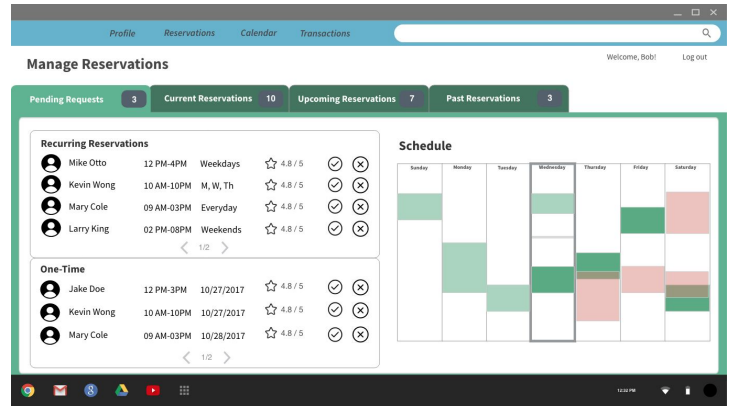 Profile Reservations Calendar Transactions
Manage Reservations
Welcome, Bob! Log out
Pending Requests 3 Current Reservations 10 Upcoming Reservations 7 Past Reservations 3
Recurring Reservations
Mike Otto 12 PM-4PM Weekdays 4.8 / 5
Kevin Wong 10 AM-10PM M, W, Th 4.8 / 5
Mary Cole 09 AM-03PM Everyday 4.8 / 5
Larry King 02 PM-08PM Weekends 4.8 / 5
1/2
One-Time
Jake Doe 12 PM-3PM 10/27/2017 4.8 / 5
Kevin Wong 10 AM-10PM 10/27/2017 4.8 / 5
Mary Cole 09 AM-03PM 10/28/2017 4.8 / 5
1/2
Schedule
Sunday Monday Tuesday Wednesday Thursday Friday Saturday
12:32 PM